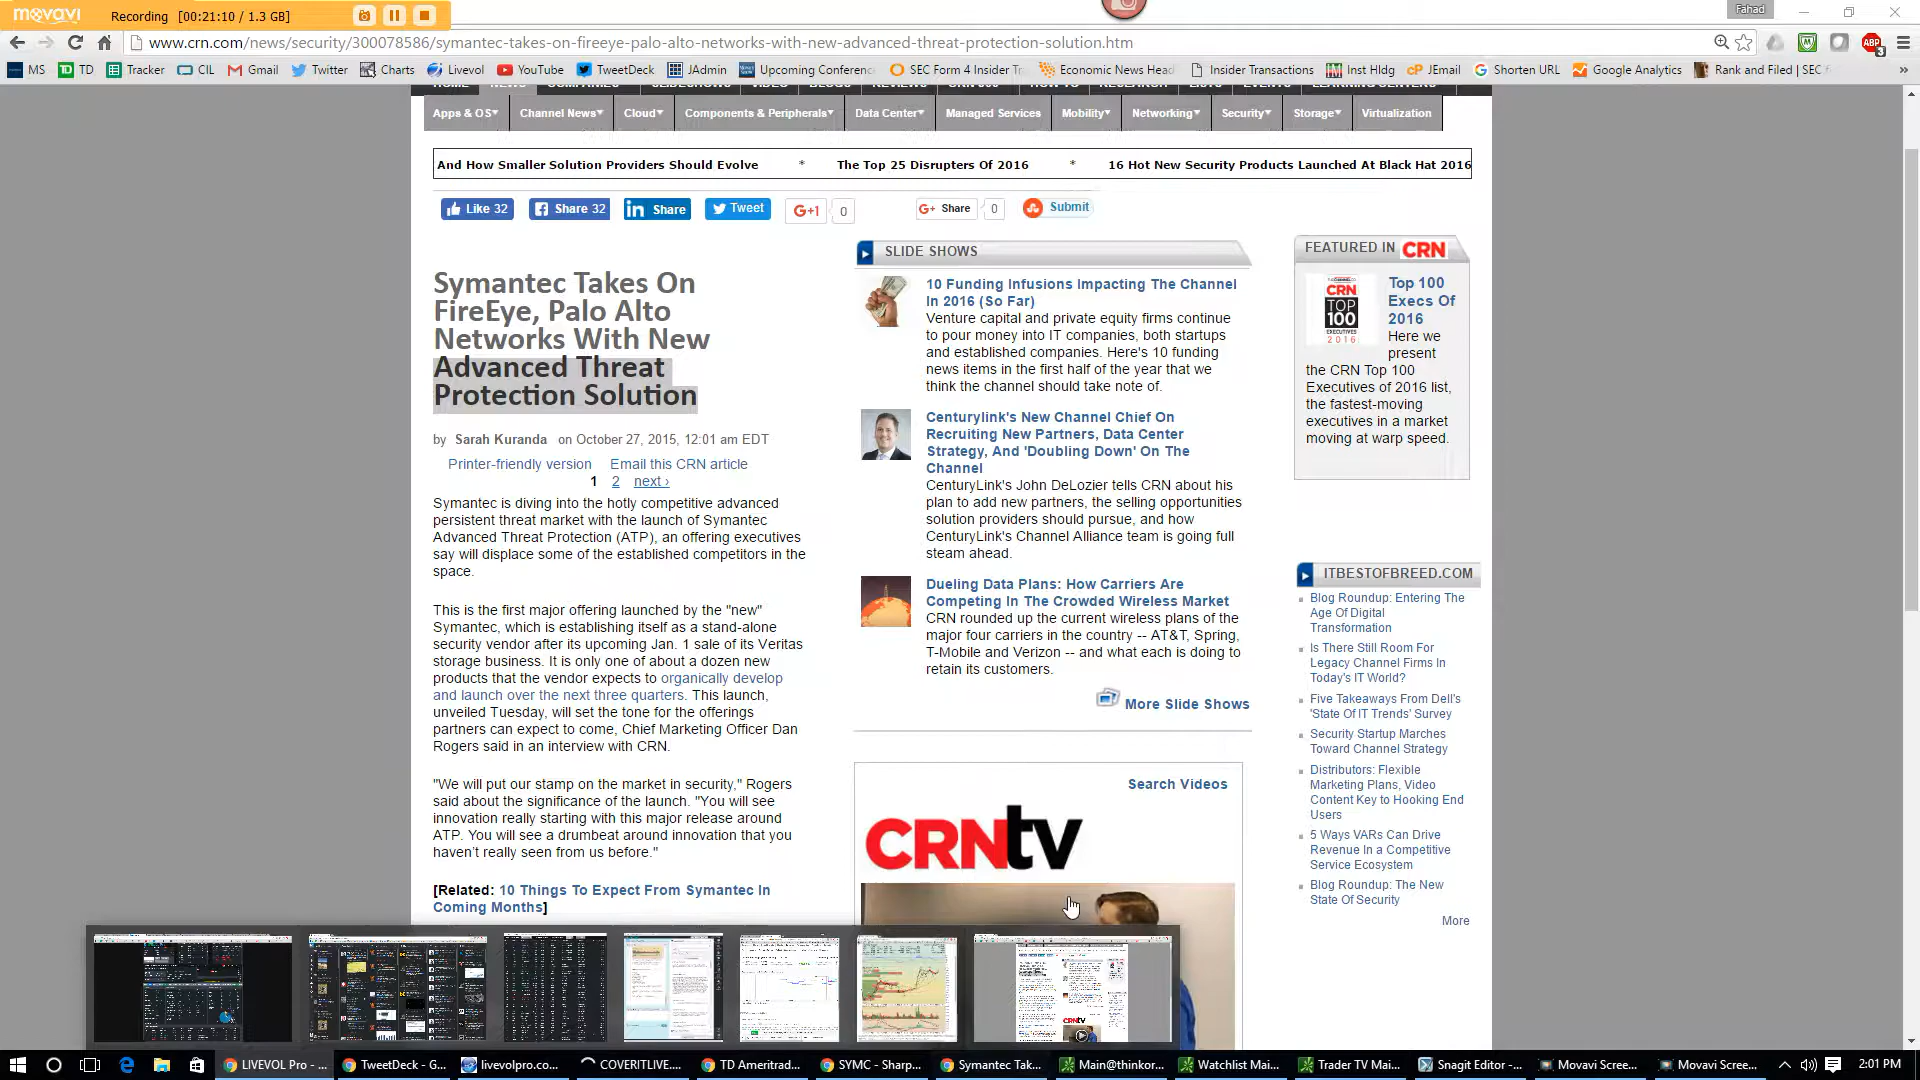 movavi Recording [00:21:10 / 1.3 GB]
Fahad
www.crn.com/news/security/300078586/symantec-takes-on-fireeye-palo-alto-networks-with-new-advanced-threat-protection-solution.htm
ABP 3
MS TD Tracker CIL Gmail Twitter Charts Livevol YouTube TweetDeck JAdmin Upcoming Conferenc SEC Form 4 Insider Tr Economic News Head Insider Transactions Inst Hldg JEmail Shorten URL Google Analytics Rank and Filed | SEC f »
Apps & OS Channel News Cloud Components & Peripherals Data Center Managed Services Mobility Networking Security Storage Virtualization
And How Smaller Solution Providers Should Evolve * The Top 25 Disrupters Of 2016 * 16 Hot New Security Products Launched At Black Hat 2016
Like 32 Share 32 in Share Tweet G+1 0 G+ Share 0 Submit
SLIDE SHOWS
10 Funding Infusions Impacting The Channel
In 2016 (So Far)
Venture capital and private equity firms continue
to pour money into IT companies, both startups
and established companies. Here's 10 funding
news items in the first half of the year that we
think the channel should take note of.
Centurylink's New Channel Chief On
Recruiting New Partners, Data Center
Strategy, And 'Doubling Down' On The
Channel
CenturyLink's John DeLozier tells CRN about his
plan to add new partners, the selling opportunities
solution providers should pursue, and how
CenturyLink's Channel Alliance team is going full
steam ahead.
Dueling Data Plans: How Carriers Are
Competing In The Crowded Wireless Market
CRN rounded up the current wireless plans of the
major four carriers in the country -- AT&T, Spring,
T-Mobile and Verizon -- and what each is doing to
retain its customers.
More Slide Shows
Search Videos
CRNtv
FEATURED IN CRN
CRN
TOP
100
EXECUTIVES
2016
Top 100
Execs Of
2016
Here we
present
the CRN Top 100
Executives of 2016 list,
the fastest-moving
executives in a market
moving at warp speed.
ITBESTOFBREED.COM
Blog Roundup: Entering The
Age Of Digital
Transformation
Is There Still Room For
Legacy Channel Firms In
Today's IT World?
Five Takeaways From Dell's
'State Of IT Trends' Survey
Security Startup Marches
Toward Channel Strategy
Distributors: Flexible
Marketing Plans, Video
Content Key to Hooking End
Users
5 Ways VARs Can Drive
Revenue In a Competitive
Service Ecosystem
Blog Roundup: The New
State Of Security
More
Symantec Takes On
FireEye, Palo Alto
Networks With New
Advanced Threat
Protection Solution
by Sarah Kuranda on October 27, 2015, 12:01 am EDT
Printer-friendly version Email this CRN article
1 2 next ›
Symantec is diving into the hotly competitive advanced
persistent threat market with the launch of Symantec
Advanced Threat Protection (ATP), an offering executives
say will displace some of the established competitors in the
space.
This is the first major offering launched by the "new"
Symantec, which is establishing itself as a stand-alone
security vendor after its upcoming Jan. 1 sale of its Veritas
storage business. It is only one of about a dozen new
products that the vendor expects to organically develop
and launch over the next three quarters. This launch,
unveiled Tuesday, will set the tone for the offerings
partners can expect to come, Chief Marketing Officer Dan
Rogers said in an interview with CRN.
"We will put our stamp on the market in security," Rogers
said about the significance of the launch. "You will see
innovation really starting with this major release around
ATP. You will see a drumbeat around innovation that you
haven't really seen from us before."
[Related: 10 Things To Expect From Symantec In
Coming Months]
LIVEVOL Pro - ... TweetDeck - G... livevolpro.co... COVERITLIVE.... TD Ameritrad... SYMC - Sharp... Symantec Tak... Main@thinkor... Watchlist Mai... Trader TV Mai... Snagit Editor -... Movavi Scree... Movavi Scree... 2:01 PM